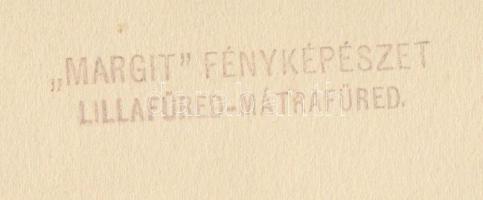 „MARGIT” FÉNYKÉPÉSZET
LILLAFÜRED-MÁTRAFÜRED.